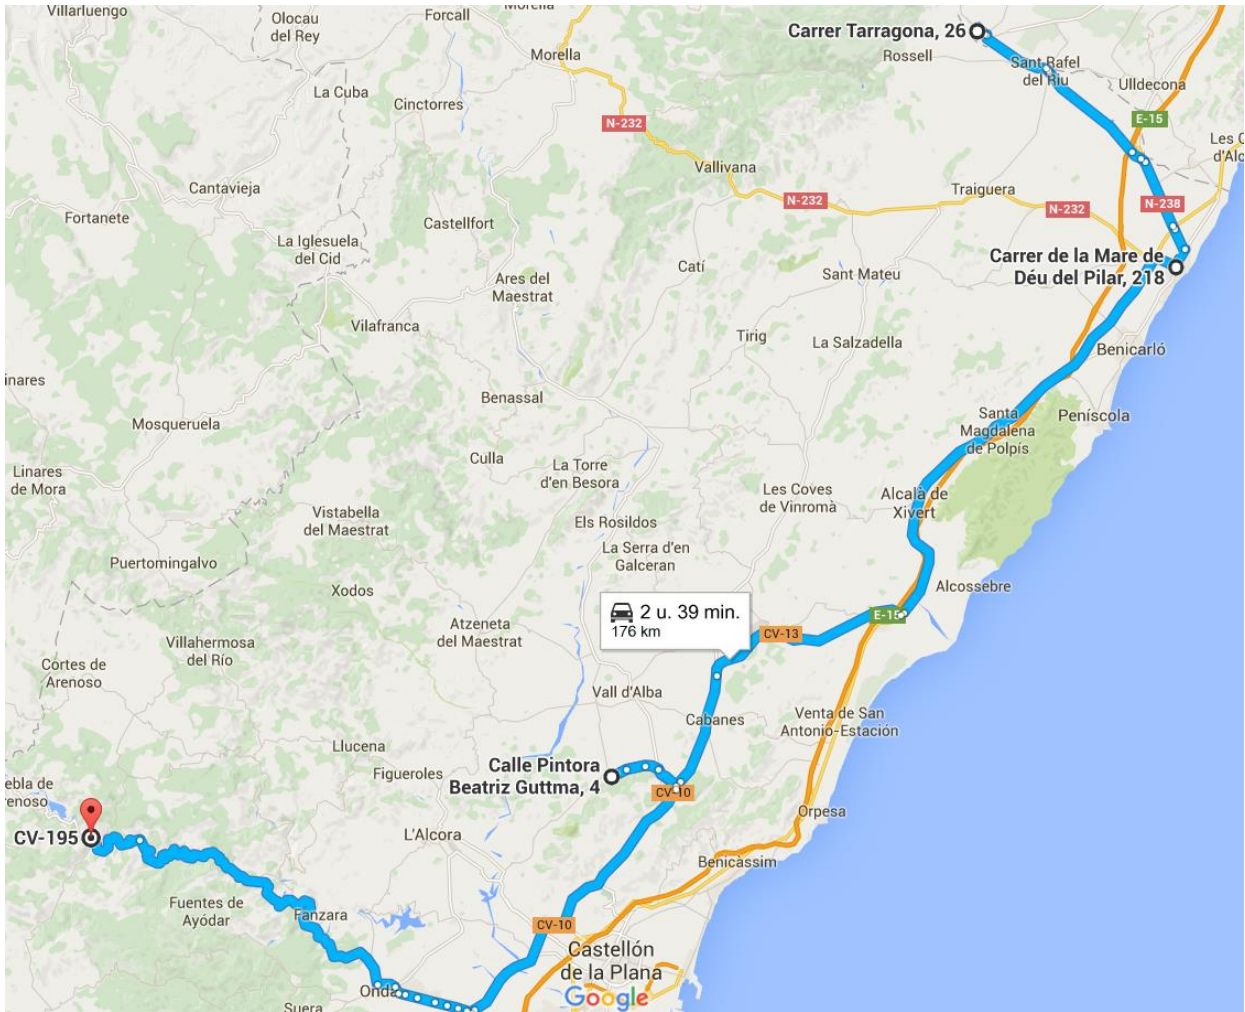 Villarluengo
Olocau
del Rey
Forcall
Morella
Morella
Carrer Tarragona, 26
Rossell
Sant Rafel
del Riu
Ulldecona
La Cuba
Cinctorres
N-232
E-15
Les C
d'Alc
Vallivana
Cantavieja
Traiguera
N-232
N-232
N-238
Fortanete
Castellfort
La Iglesuela
del Cid
Carrer de la Mare de
Déu del Pilar, 218
Catí
Sant Mateu
Ares del
Maestrat
Vilafranca
Tirig
La Salzadella
Benicarló
inares
Benassal
Mosqueruela
Santa
Magdalena
de Polpís
Peníscola
Linares
de Mora
Culla
La Torre
d'en Besora
Les Coves
de Vinromà
Alcalà de
Xivert
Vistabella
del Maestrat
Els Rosildos
La Serra d'en
Galceran
Puertomingalvo
Xodos
Alcossebre
2 u. 39 min.
176 km
E-15
CV-13
Atzeneta
del Maestrat
Villahermosa
del Río
Cortes de
Arenoso
Vall d'Alba
Cabanes
Venta de San
Antonio-Estación
Llucena
Figueroles
Calle Pintora
Beatriz Guttma, 4
CV-10
ebla de
renoso
Orpesa
CV-195
L'Alcora
Benicàssim
Fuentes de
Ayódar
Fanzara
CV-10
Castellón
de la Plana
Onda
Google
Suera